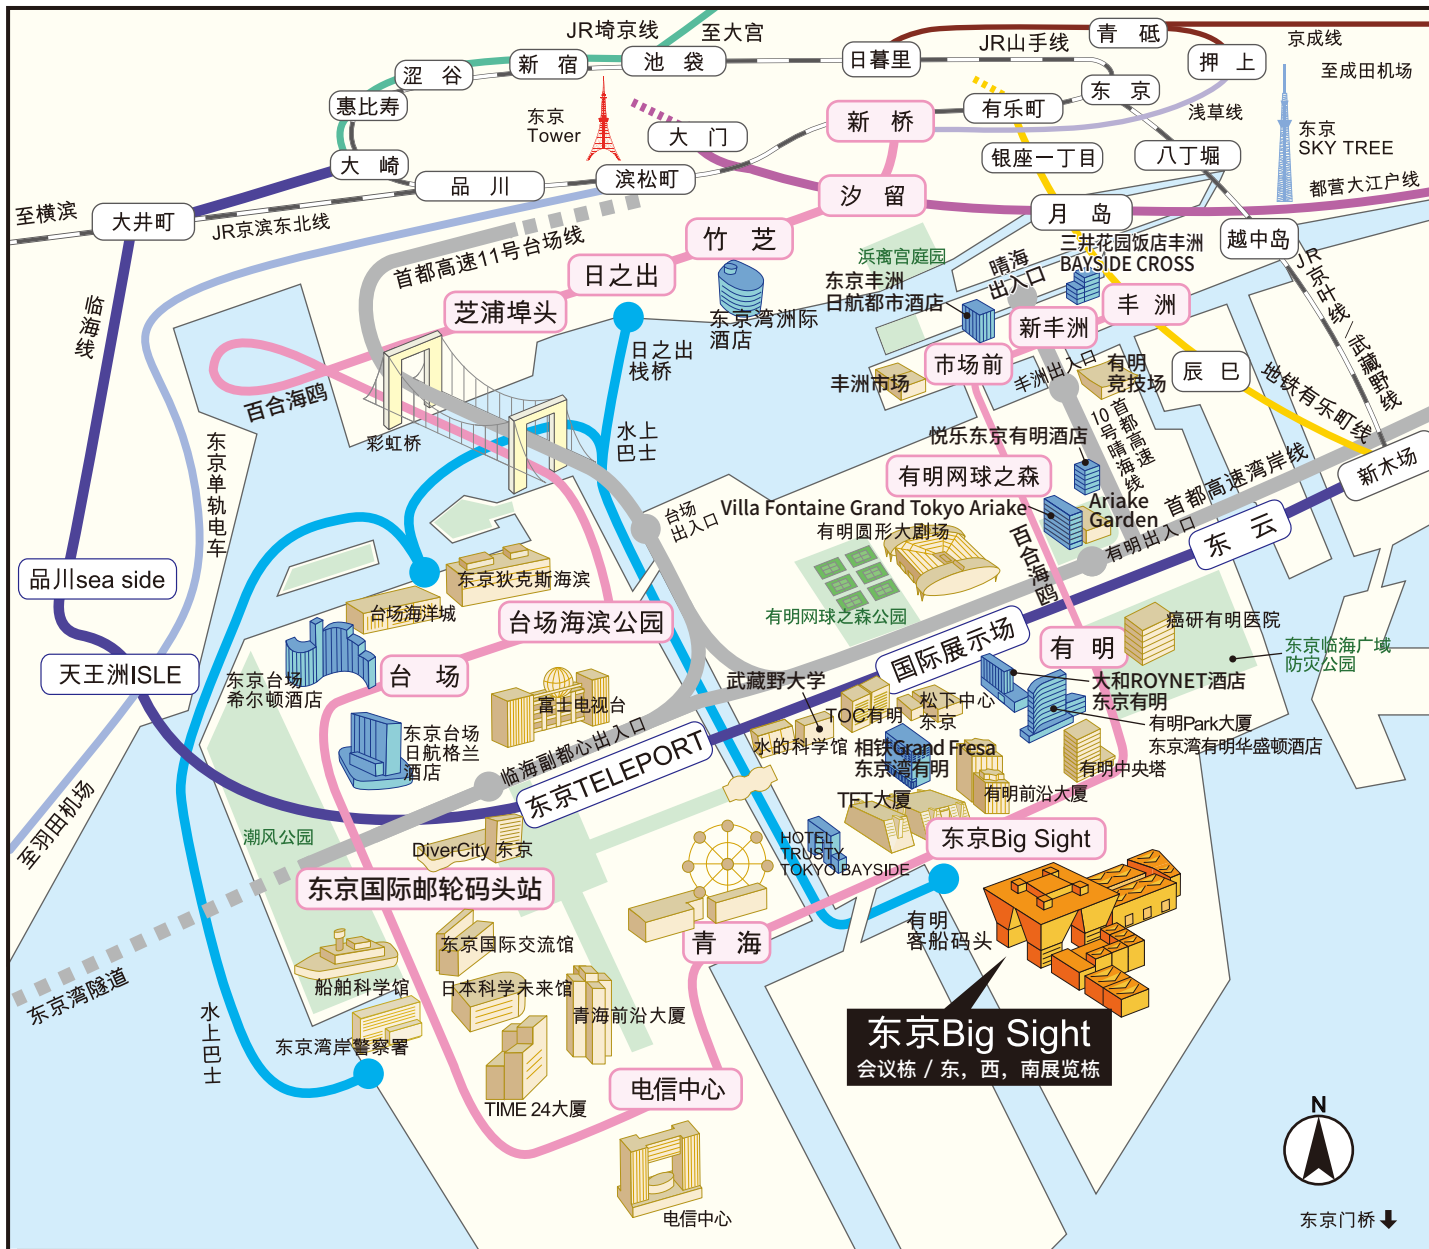 JR埼京线
至大宫
青 砥
京成线
JR山手线
日暮里
押 上
至成田机场
新 宿
池 袋
涩 谷
惠比寿
东京
Tower
大 门
新 桥
有乐町
东 京
浅草线
东京
SKY TREE
银座一丁目
八丁堀
大 崎
品 川
滨松町
汐 留
月 岛
都营大江户线
至横滨
大井町
JR京滨东北线
首都高速11号台场线
竹 芝
日之出
芝浦埠头
浜离宫庭园
晴海
出入口
三井花园饭店丰洲
BAYSIDE CROSS
越中岛
JR京叶线/武藏野线
东京丰洲
日航都市酒店
东京湾洲际
酒店
新丰洲
丰 洲
临海线
日之出
栈桥
市场前
丰洲出入口
有明
竞技场
辰 巳
丰洲市场
地铁有乐町线
百合海鸥
彩虹桥
水上
巴士
东京单轨电车
悦乐东京有明酒店
首都高速
10号晴海线
有明网球之森
首都高速湾岸线
新木场
Villa Fontaine Grand Tokyo Ariake
Ariake
Garden
有明圆形大剧场
台场
出入口
有明出入口
东 云
百合海鸥
品川sea side
东京狄克斯海滨
台场海洋城
台场海滨公园
有明网球之森公园
国际展示场
有 明
癌研有明医院
东京临海广域
防灾公园
天王洲ISLE
东京台场
希尔顿酒店
台 场
富士电视台
武藏野大学
TOC有明
松下中心
东京
大和ROYNET酒店
东京有明
有明Park大厦
东京湾有明华盛顿酒店
东京台场
日航格兰
酒店
临海副都心出入口
东京TELEPORT
水的科学馆
相铁Grand Fresa
东京湾有明
有明中央塔
有明前沿大厦
TFT大厦
至羽田机场
潮风公园
DiverCity 东京
HOTEL
TRUSTY
TOKYO BAYSIDE
东京Big Sight
东京国际邮轮码头站
有明
客船码头
东京国际交流馆
青 海
东京湾隧道
船舶科学馆
日本科学未来馆
青海前沿大厦
水上巴士
东京湾岸警察署
东京Big Sight
会议栋 / 东，西，南展览栋
TIME 24大厦
电信中心
N
电信中心
东京门桥